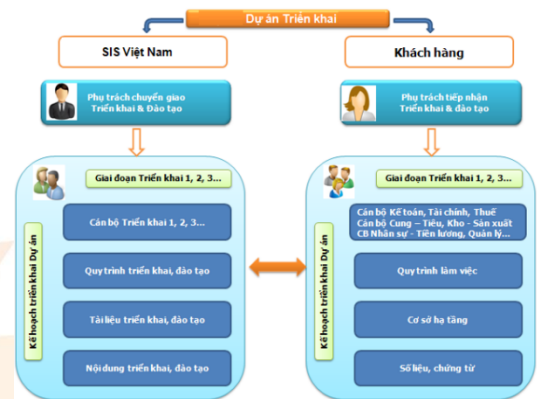 Dự án Triển khai
SIS Việt Nam
Khách hàng
Phụ trách chuyển giao
Triển khai & Đào tạo
Phụ trách tiếp nhận
Triển khai & đào tạo
Giai đoạn Triển khai 1, 2, 3...
Kế hoạch triển khai Dự án
Cán bộ Triển khai 1, 2, 3...
Quy trình triển khai, đào tạo
Tài liệu triển khai, đào tạo
Nội dung triển khai, đào tạo
Giai đoạn Triển khai 1, 2, 3...
Kế hoạch triển khai Dự án
Cán bộ Kế toán, Tài chính, Thuế
Cán bộ Cung – Tiêu, Kho - Sản xuất
CB Nhân sự - Tiền lương, Quản lý...
Quy trình làm việc
Cơ sở hạ tầng
Số liệu, chứng từ